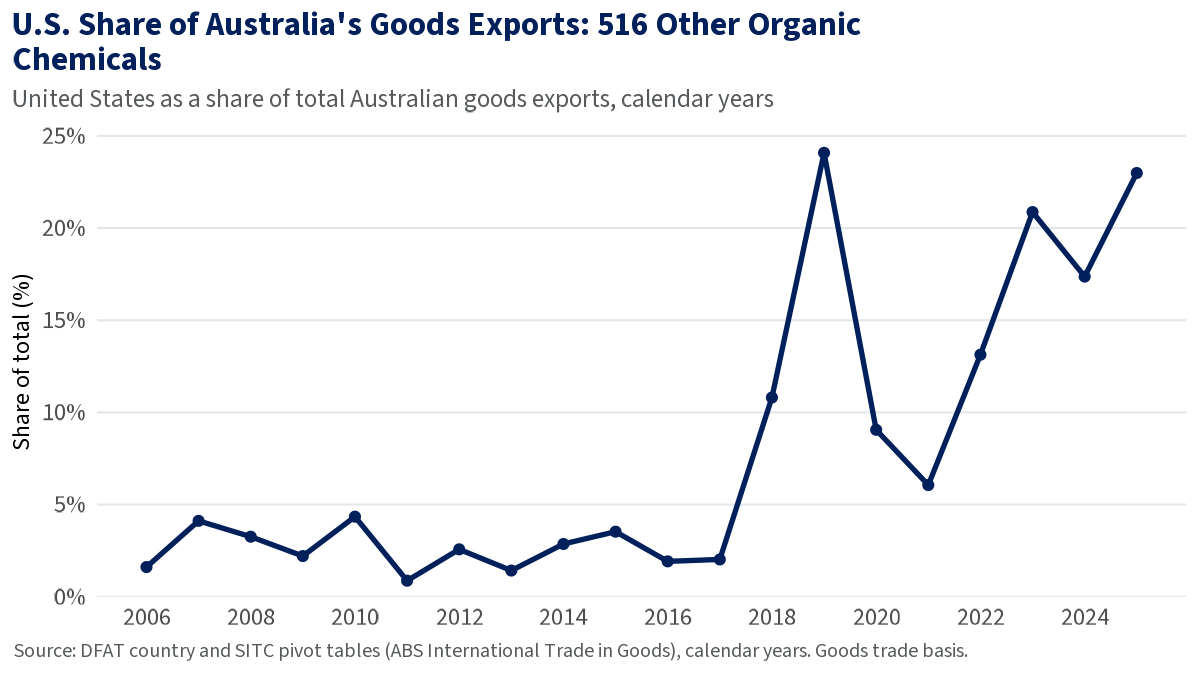 U.S. Share of Australia's Goods Exports: 516 Other Organic
Chemicals
United States as a share of total Australian goods exports, calendar years
Share of total (%)
25%
20%
15%
10%
5%
0%
2006 2008 2010 2012 2014 2016 2018 2020 2022 2024
Source: DFAT country and SITC pivot tables (ABS International Trade in Goods), calendar years. Goods trade basis.